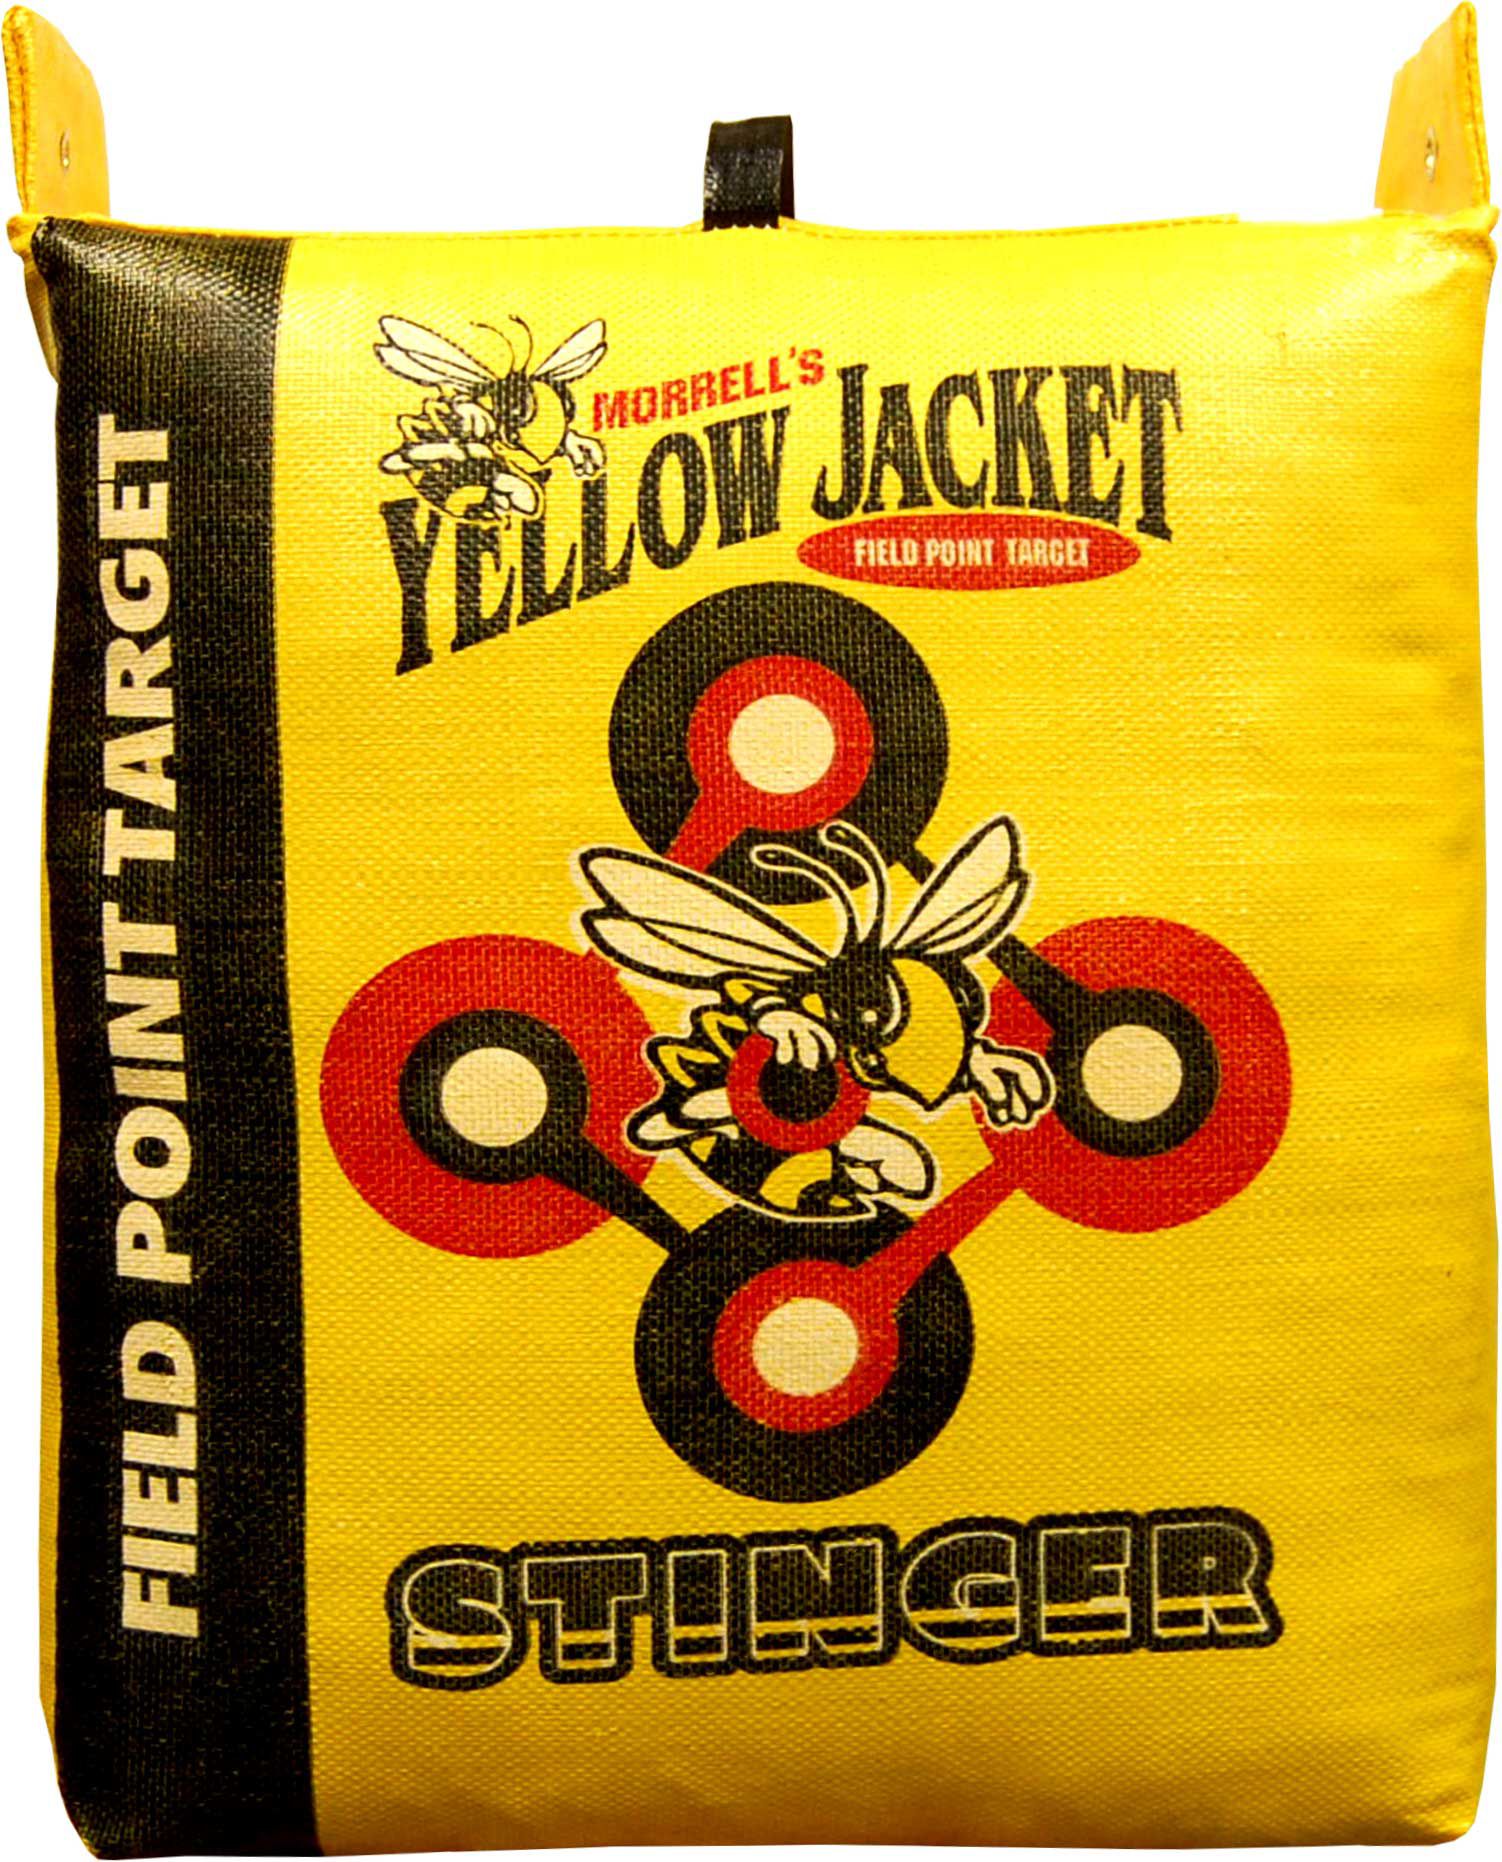 MORRELL'S
YELLOW JACKET
FIELD POINT TARGET
FIELD POINT TARGET
STINGER